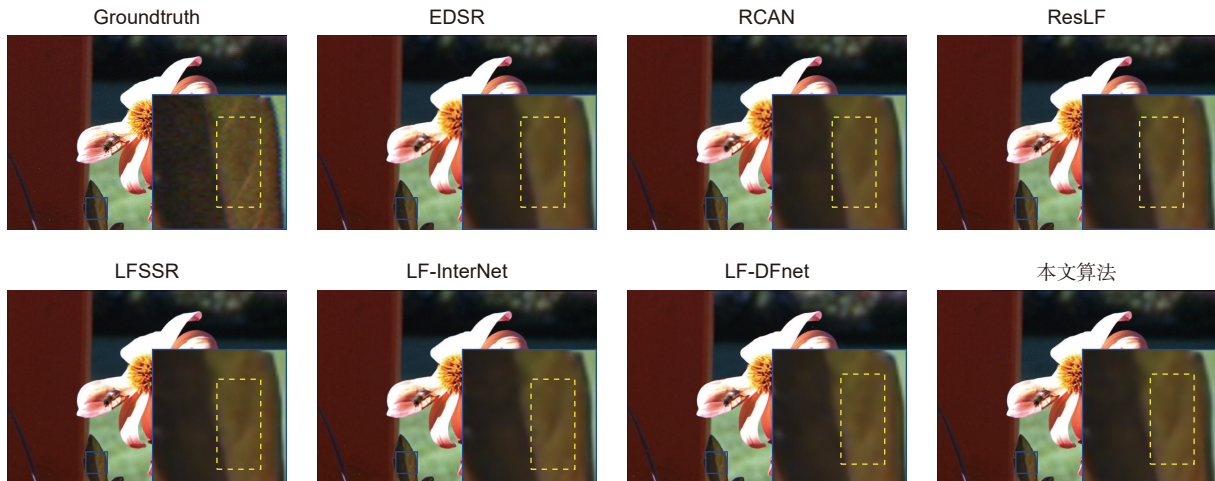 Groundtruth
EDSR
RCAN
ResLF
LFSSR
LF-InterNet
LF-DFnet
本文算法